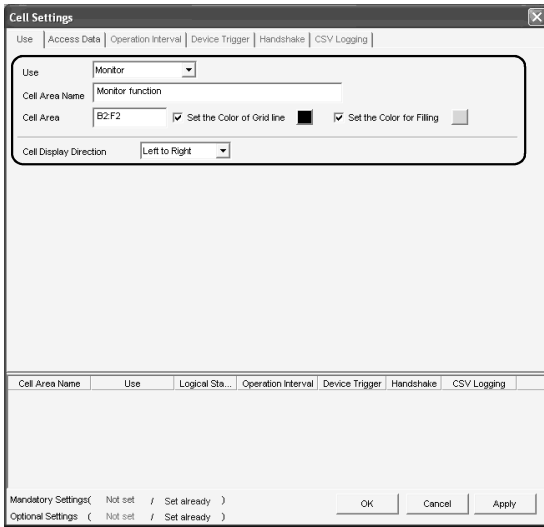 Cell Settings
Use Access Data Operation Interval Device Trigger Handshake CSV Logging
Use Monitor
Cell Area Name Monitor function
Cell Area B2:F2 Set the Color of Grid line Set the Color for Filling
Cell Display Direction Left to Right
Cell Area Name Use Logical Sta... Operation Interval Device Trigger Handshake CSV Logging
Mandatory Settings( Not set / Set already ) OK Cancel Apply
Optional Settings ( Not set / Set already )